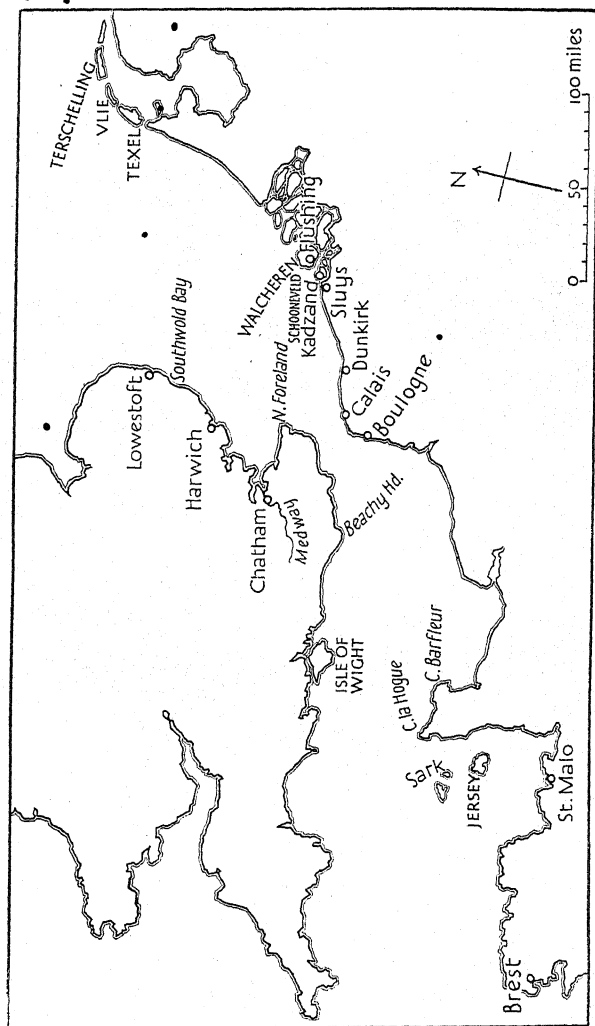 TERSCHELLING
VLIE
TEXEL
Lowestoft
Southwold Bay
Harwich
Chatham
Medway
N. Foreland
WALCHEREN
Flushing
SCHOONEVELD
Kadzand
Sluys
Dunkirk
Calais
Boulogne
Beachy Hd.
ISLE OF
WIGHT
C. la Hogue
C. Barfleur
Sark
JERSEY
St. Malo
Brest
N
0 50 100 miles